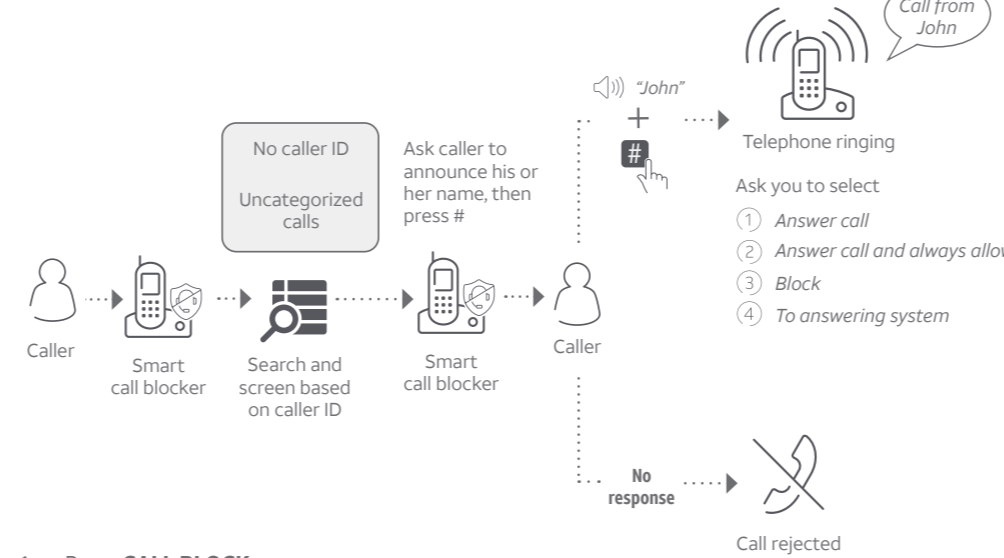 Call from
John
"John"
+
#
Telephone ringing
No caller ID
Uncategorized
calls
Ask caller to
announce his or
her name, then
press #
Ask you to select
1 Answer call
2 Answer call and always allow
3 Block
4 To answering system
Caller
Smart
call blocker
Search and
screen based
on caller ID
Smart
call blocker
Caller
No
response
Call rejected